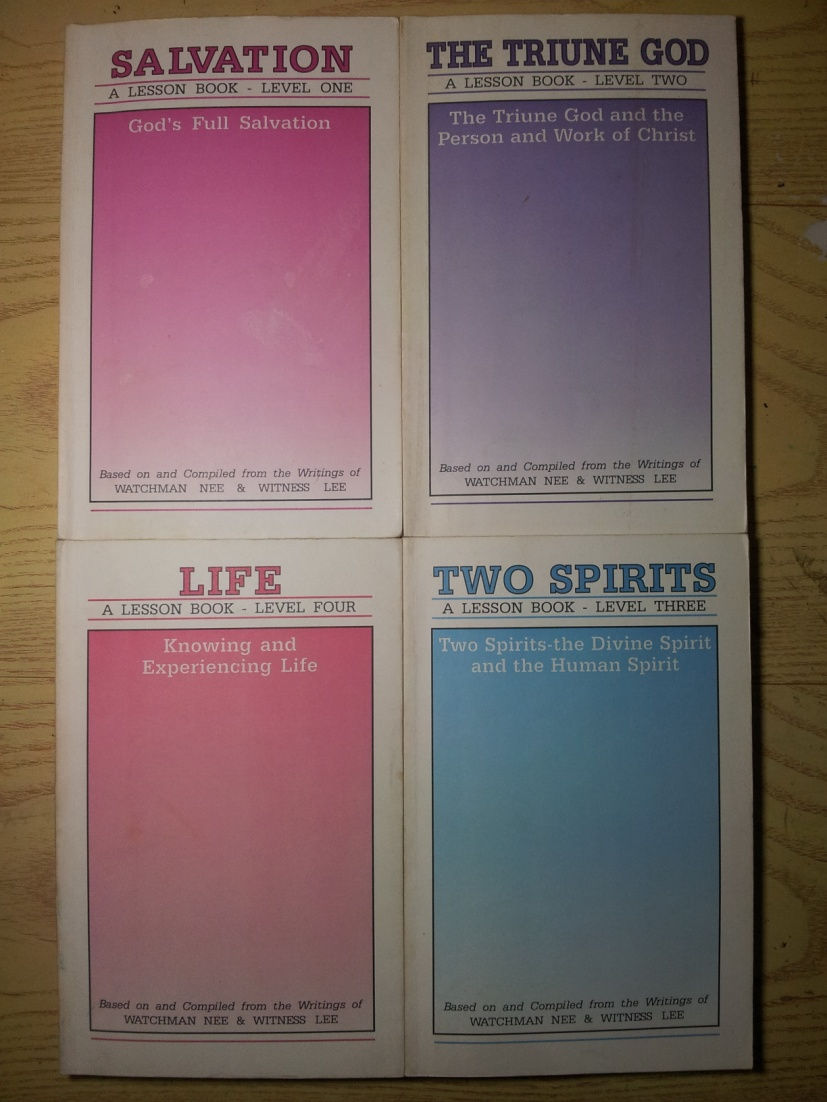 SALVATION
A LESSON BOOK - LEVEL ONE
God's Full Salvation
Based on and Compiled from the Writings of
WATCHMAN NEE & WITNESS LEE
THE TRIUNE GOD
A LESSON BOOK - LEVEL TWO
The Triune God and the
Person and Work of Christ
Based on and Compiled from the Writings of
WATCHMAN NEE & WITNESS LEE
LIFE
A LESSON BOOK - LEVEL FOUR
Knowing and
Experiencing Life
Based on and Compiled from the Writings of
WATCHMAN NEE & WITNESS LEE
TWO SPIRITS
A LESSON BOOK - LEVEL THREE
Two Spirits-the Divine Spirit
and the Human Spirit
Based on and Compiled from the Writings of
WATCHMAN NEE & WITNESS LEE